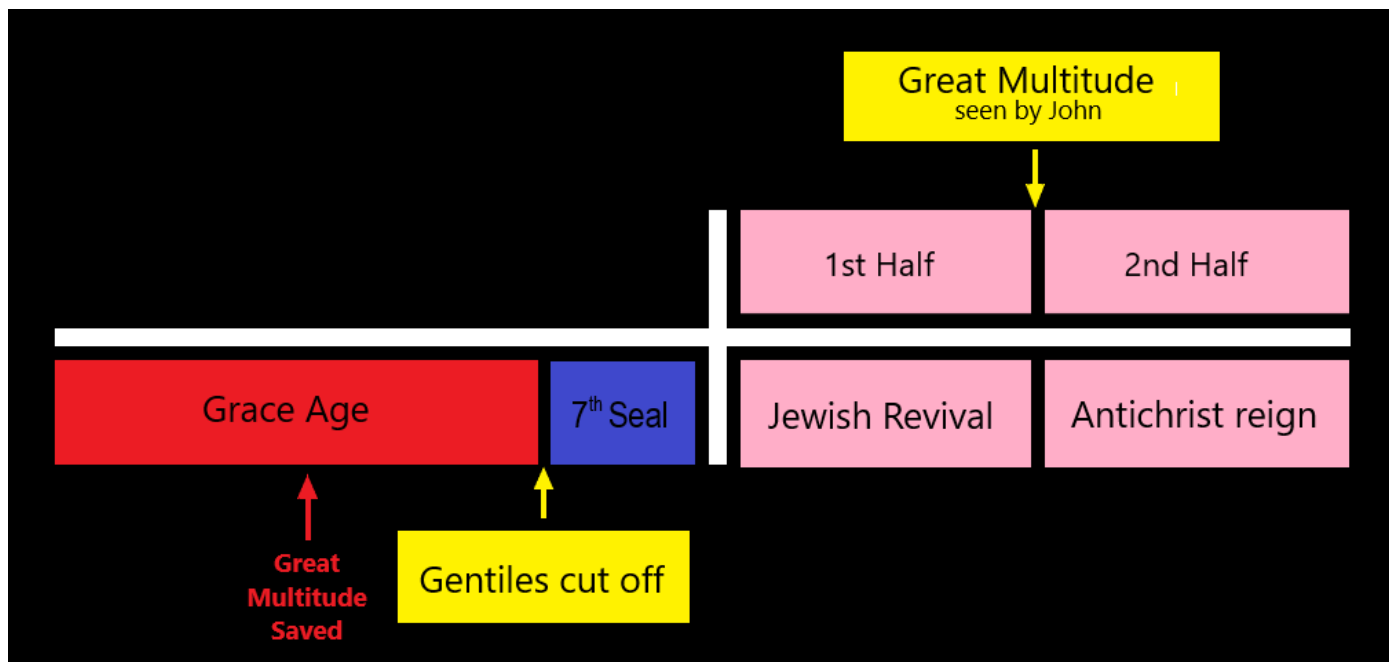 Great Multitude
seen by John
1st Half
2nd Half
Grace Age
7th Seal
Jewish Revival
Antichrist reign
Great
Multitude
Saved
Gentiles cut off